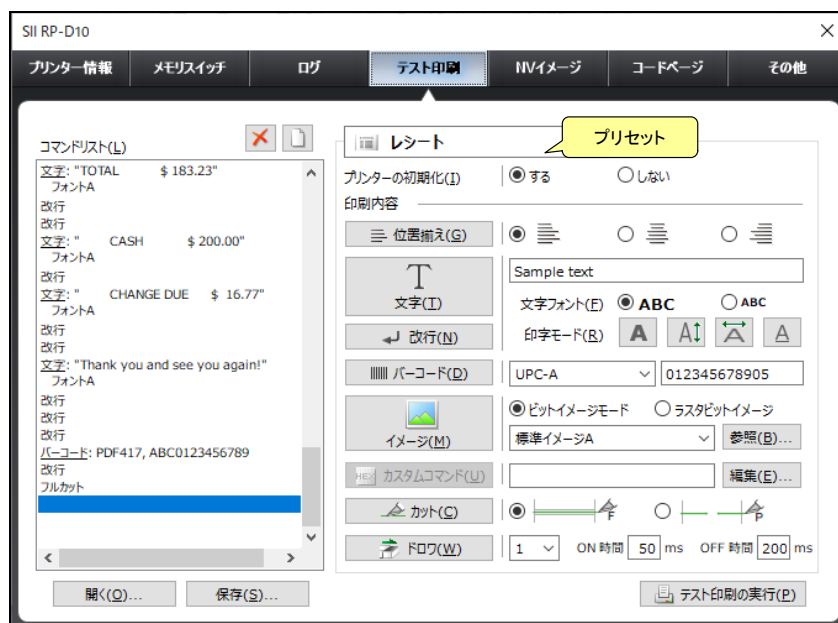 SII RP-D10
プリンター情報 メモリスイッチ ログ テスト印刷 NVイメージ コードページ その他
コマンドリスト(L)
文字: "TOTAL $ 183.23"
フォントA
改行
改行
文字: " CASH $ 200.00"
フォントA
改行
文字: " CHANGE DUE $ 16.77"
フォントA
改行
改行
文字: "Thank you and see you again!"
フォントA
改行
改行
改行
バーコード: PDF417, ABC0123456789
改行
フルカット
開く(O)... 保存(S)...
レシート
プリセット
プリンターの初期化(I) する しない
印刷内容
位置揃え(G)
T
文字(T)
Sample text
文字フォント(F) ABC ABC
印字モード(R) A A A A
改行(N)
バーコード(D) UPC-A 012345678905
イメージ(M)
ビットイメージモード ラスタビットイメージ
標準イメージA 参照(B)...
HEX カスタムコマンド(U) 編集(E)...
カット(C) F P
ドロワ(W) 1 ON 時間 50 ms OFF 時間 200 ms
テスト印刷の実行(P)